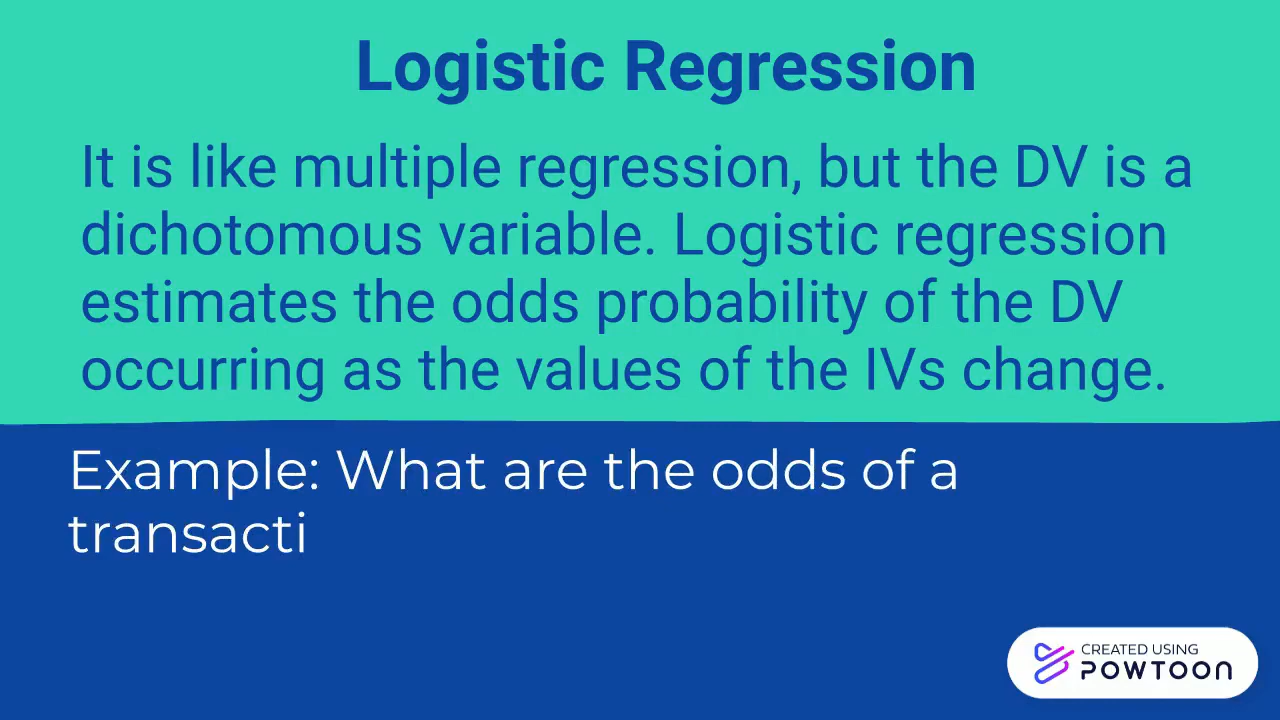 Logistic Regression
It is like multiple regression, but the DV is a
dichotomous variable. Logistic regression
estimates the odds probability of the DV
occurring as the values of the IVs change.
Example: What are the odds of a
transacti
CREATED USING
POWTOON